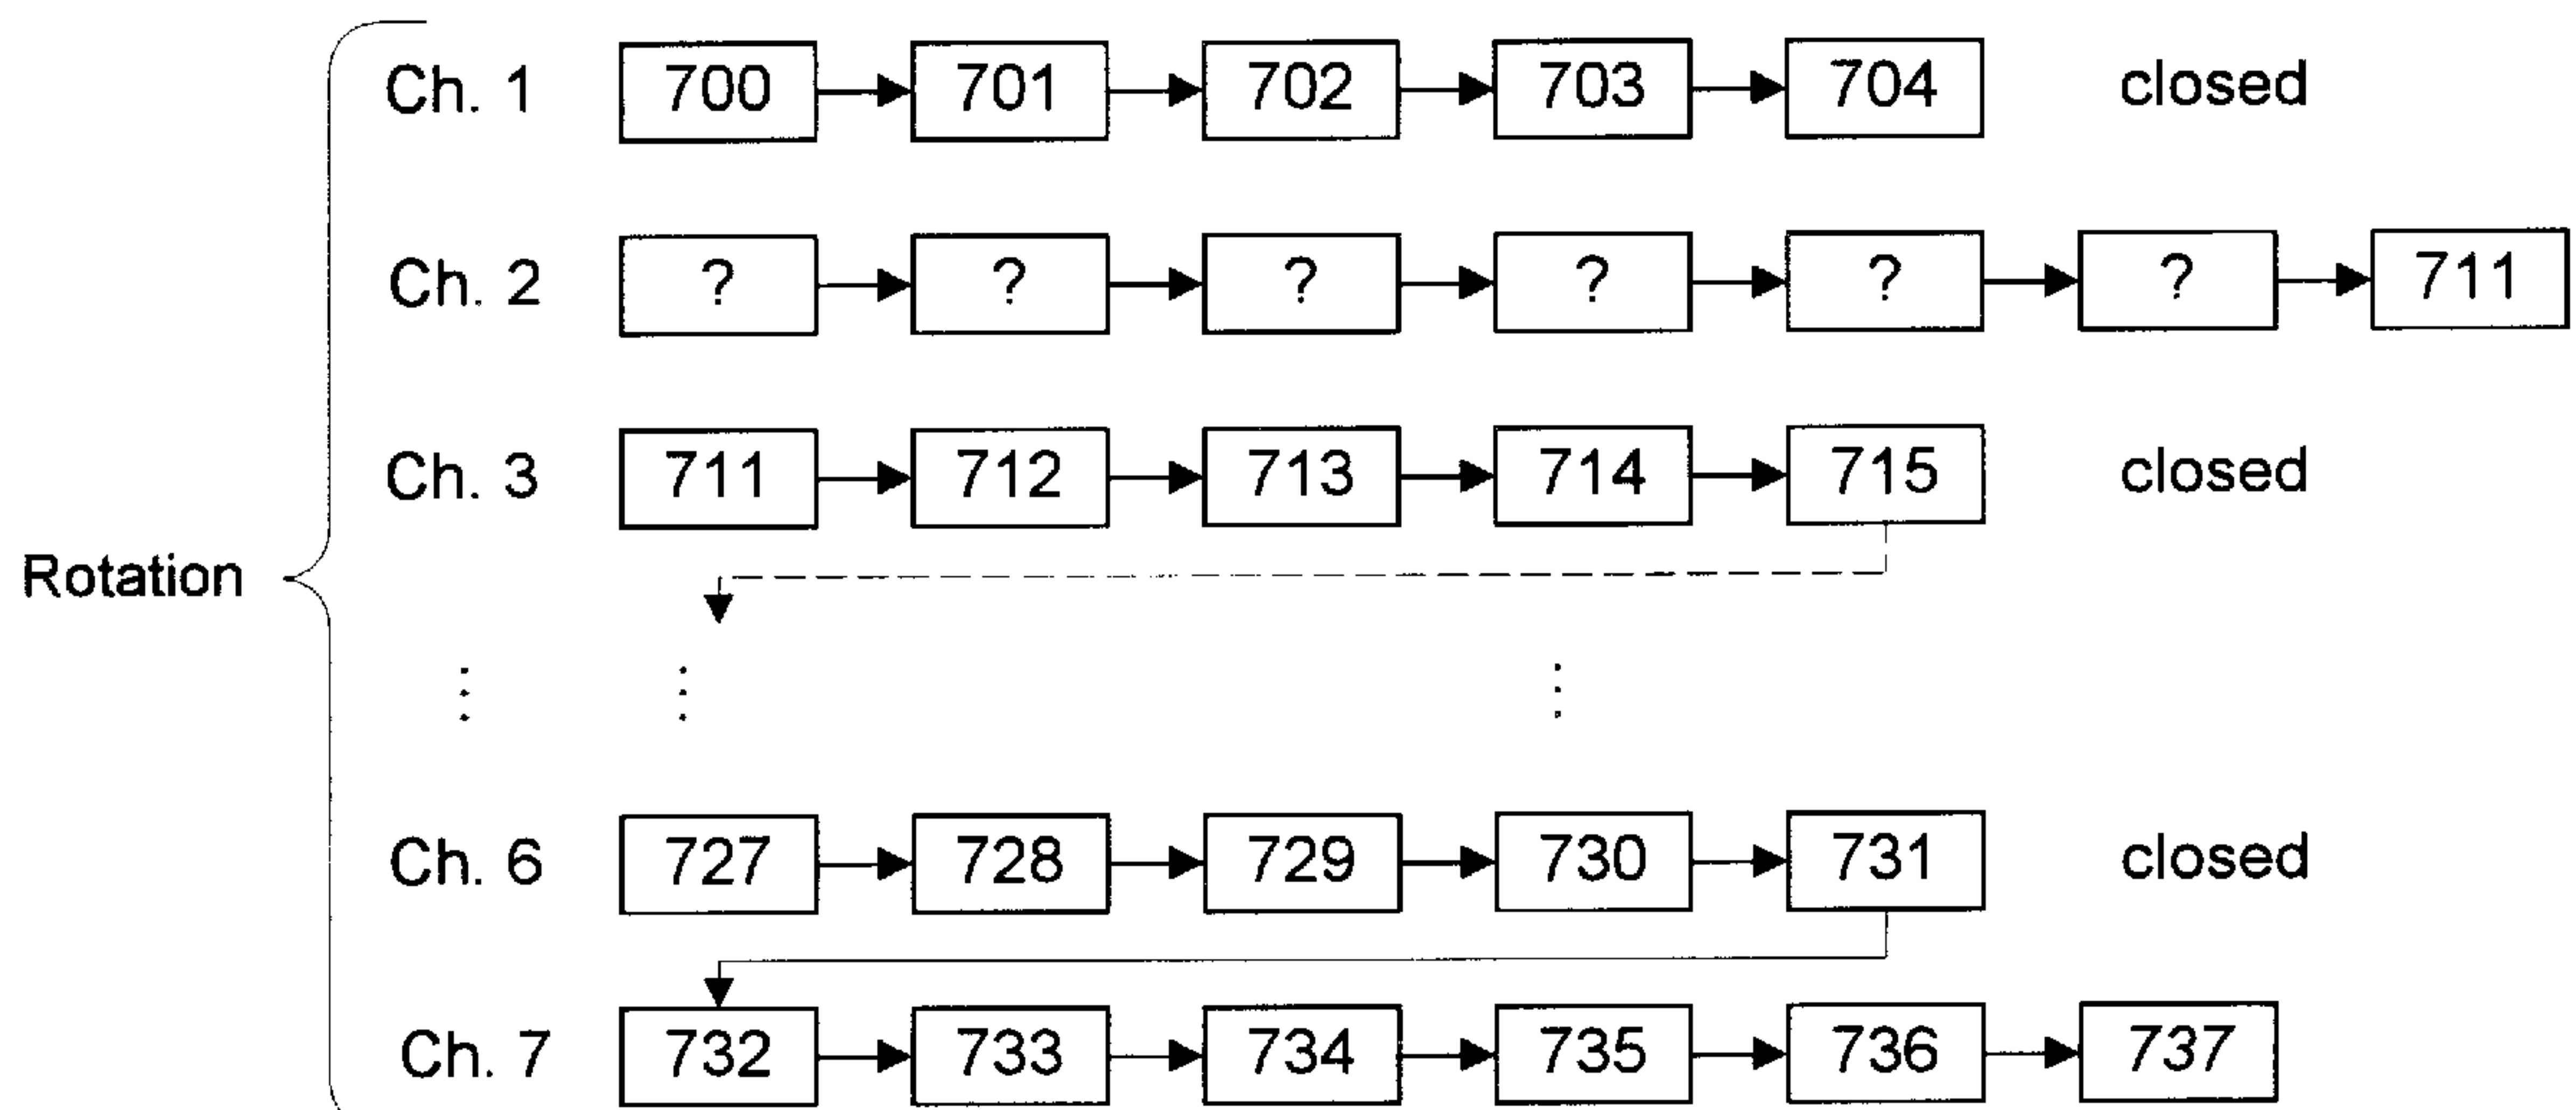 Ch. 1 700 701 702 703 704 closed
Ch. 2 ? ? ? ? ? ? 711
Ch. 3 711 712 713 714 715 closed
Rotation
Ch. 6 727 728 729 730 731 closed
Ch. 7 732 733 734 735 736 737